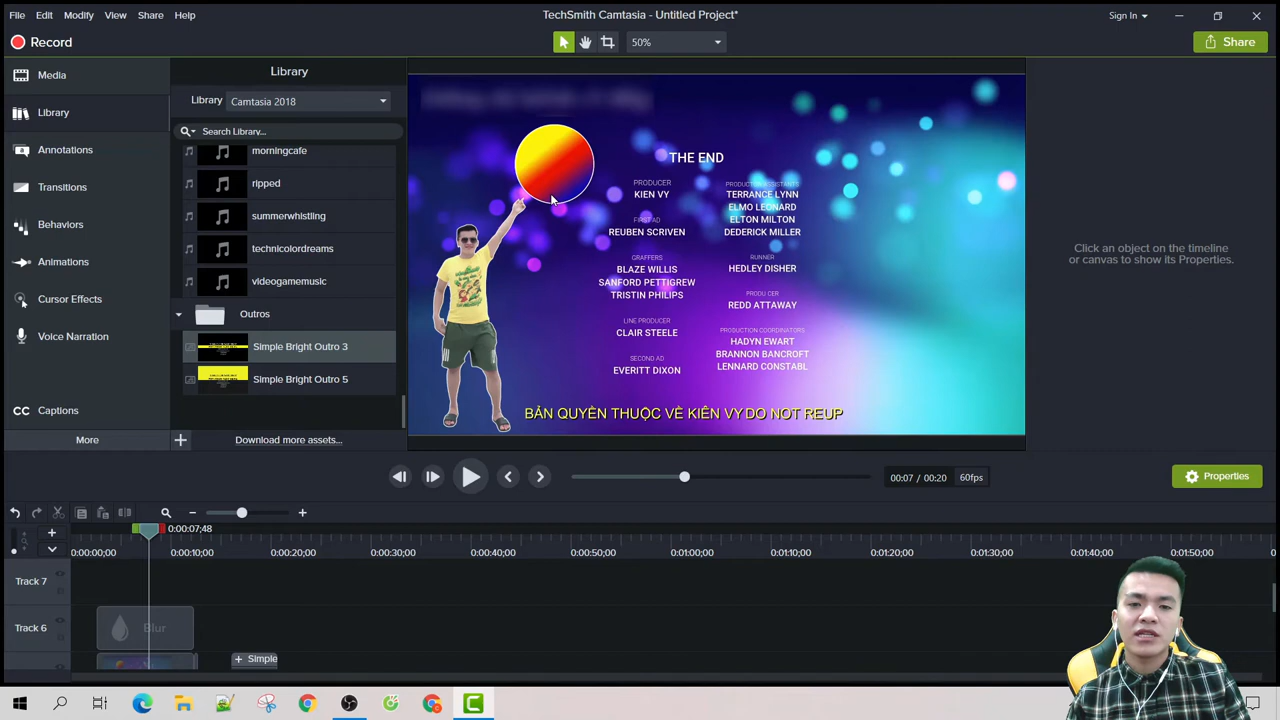 File Edit Modify View Share Help
TechSmith Camtasia - Untitled Project*
Sign In
Record
50%
Share
Media
Library
Annotations
Transitions
Behaviors
Animations
Cursor Effects
Voice Narration
CC Captions
More
Library
Library Camtasia 2018
Search Library...
morningcafe
ripped
summerwhistling
technicolordreams
videogamemusic
Outros
Simple Bright Outro 3
Simple Bright Outro 5
Download more assets...
THE END
PRODUCER
KIEN VY
FIRST AD
REUBEN SCRIVEN
GRAFFERS
BLAZE WILLIS
SANFORD PETTIGREW
TRISTIN PHILIPS
LINE PRODUCER
CLAIR STEELE
SECOND AD
EVERITT DIXON
PRODUCTION ASSISTANTS
TERRANCE LYNN
ELMO LEONARD
ELTON MILTON
DEDERICK MILLER
RUNNER
HEDLEY DISHER
PRODUCER
REDD ATTAWAY
PRODUCTION COORDINATORS
HADYN EWART
BRANNON BANCROFT
LENNARD CONSTABL
BẢN QUYỀN THUỘC VỀ KIÊN VY DO NOT REUP
Click an object on the timeline
or canvas to show its Properties.
00:07 / 00:20 60fps
Properties
0:00:07;48
0:00:00;00 0:00:10;00 0:00:20;00 0:00:30;00 0:00:40;00 0:00:50;00 0:01:00;00 0:01:10;00 0:01:20;00 0:01:30;00 0:01:40;00 0:01:50;00
Track 7
Track 6
Blur
+ Simple